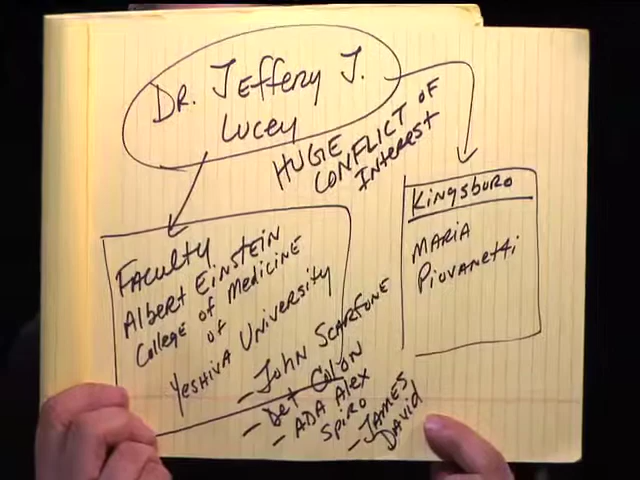 DR. Jeffery J.
Lucey
HUGE
CONFLICT OF
Interest
Kingsboro
MARIA
Piovanetti
Faculty
Albert Einstein
College of Medicine
of
Yeshiva University
- John Scarfone
- Det Colon
- ADA Alex
Spiro
- James
David